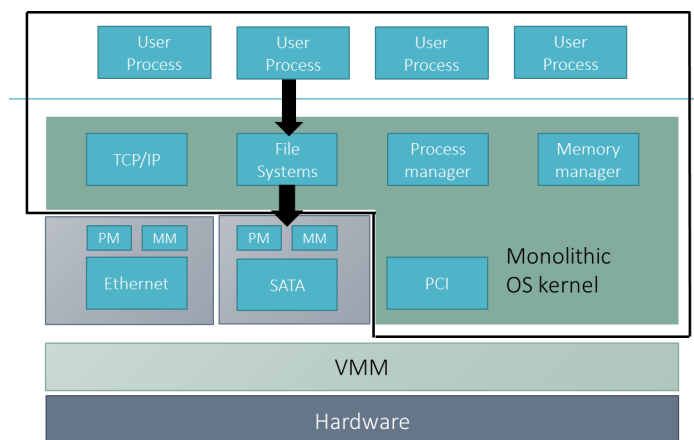 User
Process
User
Process
User
Process
User
Process
TCP/IP
File
Systems
Process
manager
Memory
manager
PM
MM
Ethernet
PM
MM
SATA
PCI
Monolithic
OS kernel
VMM
Hardware